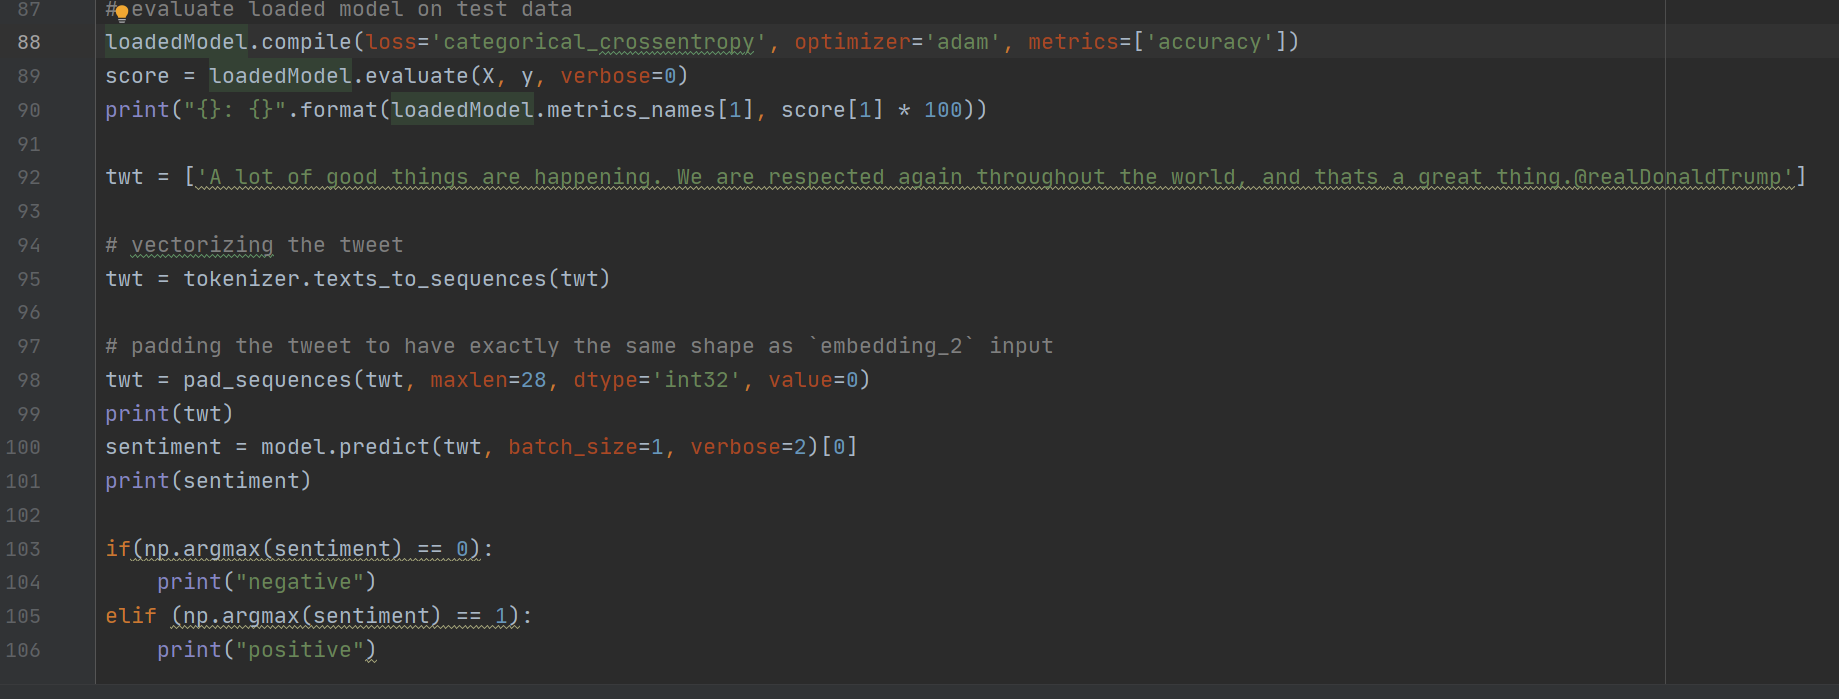 87 # evaluate loaded model on test data
88 loadedModel.compile(loss='categorical_crossentropy', optimizer='adam', metrics=['accuracy'])
89 score = loadedModel.evaluate(X, y, verbose=0)
90 print("{}: {}".format(loadedModel.metrics_names[1], score[1] * 100))
91
92 twt = ['A lot of good things are happening. We are respected again throughout the world, and thats a great thing.@realDonaldTrump']
93
94 # vectorizing the tweet
95 twt = tokenizer.texts_to_sequences(twt)
96
97 # padding the tweet to have exactly the same shape as `embedding_2` input
98 twt = pad_sequences(twt, maxlen=28, dtype='int32', value=0)
99 print(twt)
100 sentiment = model.predict(twt, batch_size=1, verbose=2)[0]
101 print(sentiment)
102
103 if(np.argmax(sentiment) == 0):
104     print("negative")
105 elif (np.argmax(sentiment) == 1):
106     print("positive")